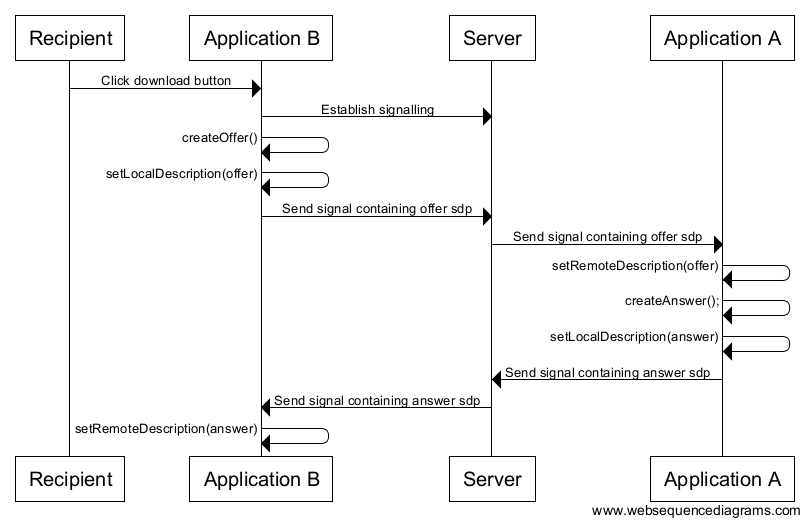 Recipient Application B Server Application A
Click download button
Establish signalling
createOffer()
setLocalDescription(offer)
Send signal containing offer sdp
Send signal containing offer sdp
setRemoteDescription(offer)
createAnswer();
setLocalDescription(answer)
Send signal containing answer sdp
Send signal containing answer sdp
setRemoteDescription(answer)
Recipient Application B Server Application A
www.websequencediagrams.com